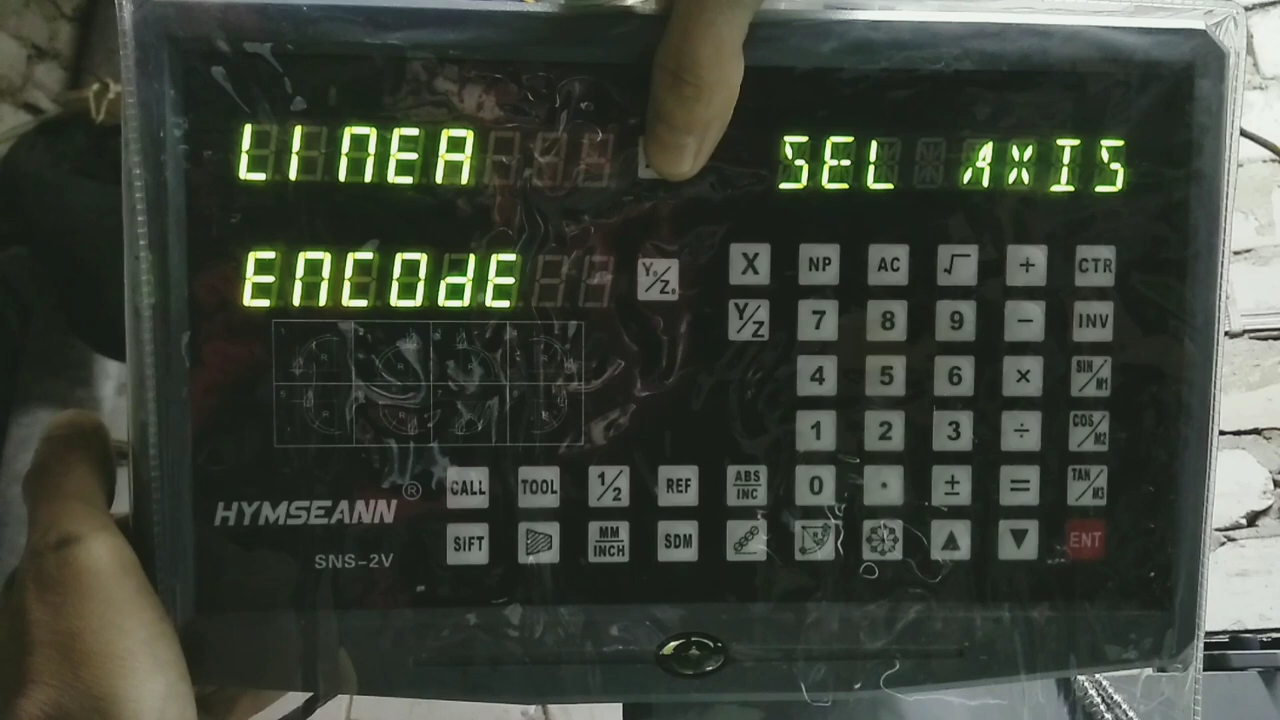 LINEA
SEL AXIS
ENCOdE
Y₀/Z₀
X NP AC √ + CTR
Y/Z 7 8 9 − INV
4 5 6 × SIN/M1
1 2 3 ÷ COS/M2
CALL TOOL 1/2 REF ABS/INC 0 · ± = TAN/M3
HYMSEANN®
SIFT MM/INCH SDM R ▲ ▼ ENT
SNS-2V